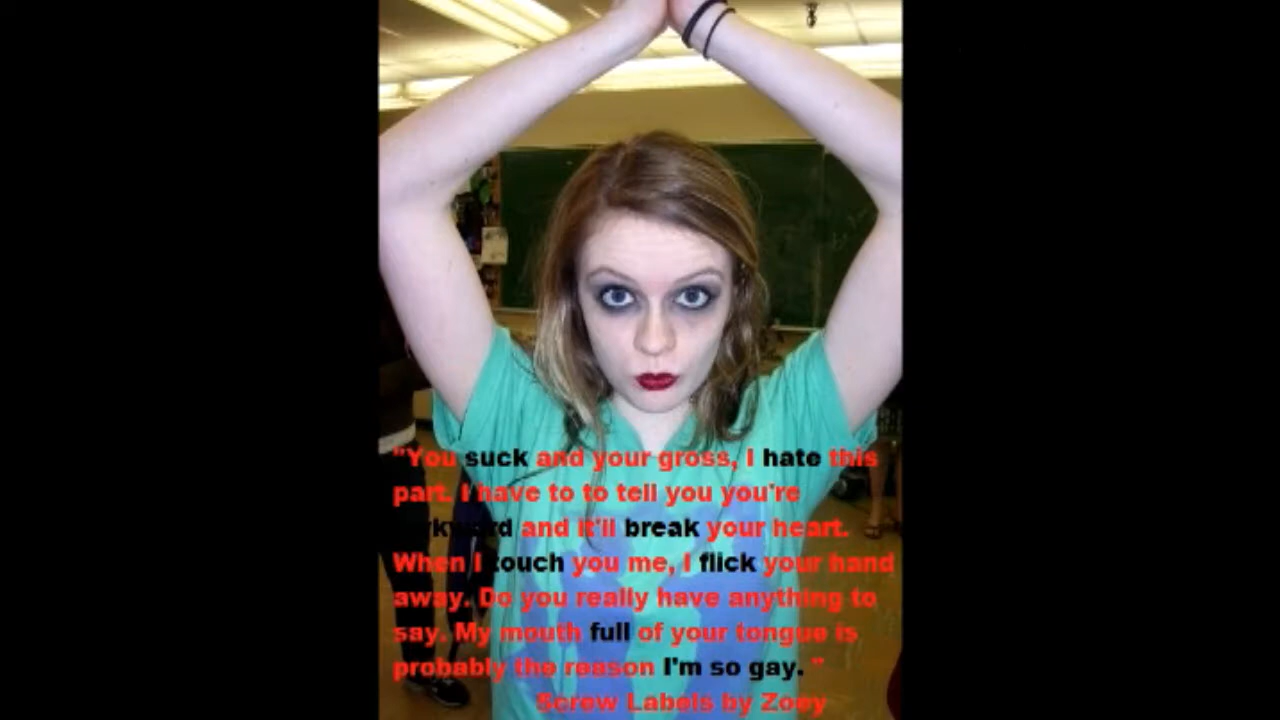 "You suck and your gross, I hate this
part. I have to to tell you you're
awkward and it'll break your heart.
When I touch you me, I flick your hand
away. Do you really have anything to
say. My mouth full of your tongue is
probably the reason I'm so gay. "
Screw Labels by Zoey